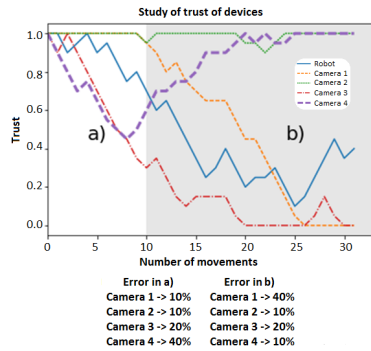 Study of trust of devices
Trust
1.0
0.8
0.6
0.4
0.2
0.0
a)
b)
Robot
Camera 1
Camera 2
Camera 3
Camera 4
0 5 10 15 20 25 30
Number of movements
Error in a) Error in b)
Camera 1 -> 10% Camera 1 -> 40%
Camera 2 -> 10% Camera 2 -> 10%
Camera 3 -> 20% Camera 3 -> 20%
Camera 4 -> 40% Camera 4 -> 10%